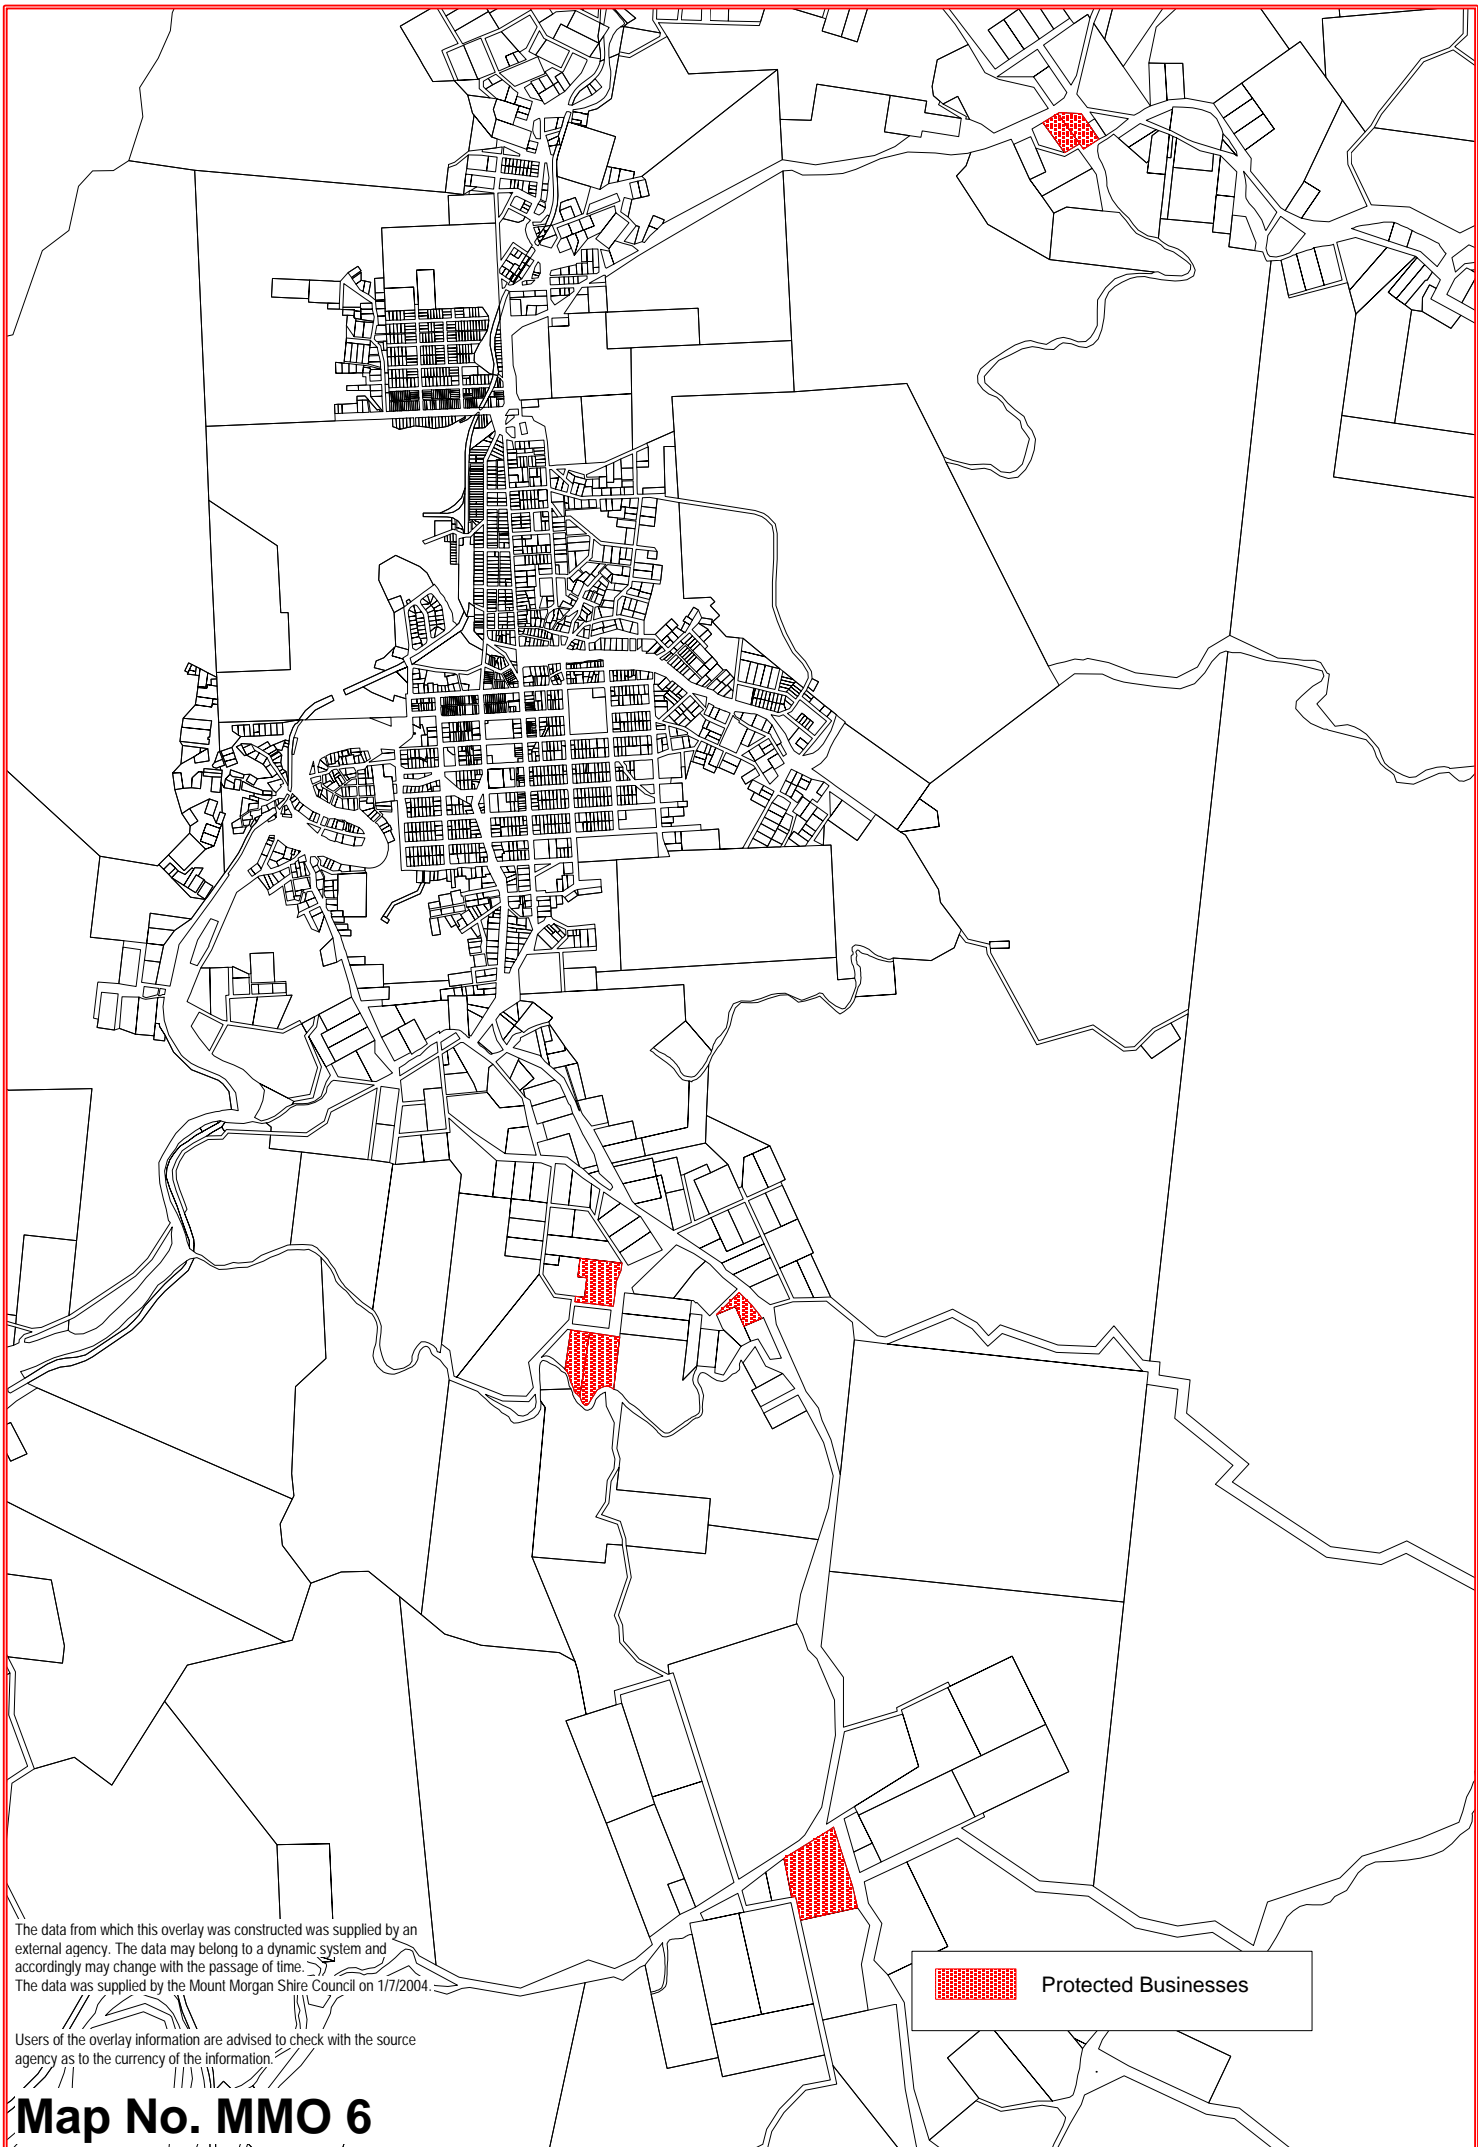 The data from which this overlay was constructed was supplied by an
external agency. The data may belong to a dynamic system and
accordingly may change with the passage of time.
The data was supplied by the Mount Morgan Shire Council on 1/7/2004.
Users of the overlay information are advised to check with the source
agency as to the currency of the information.
Map No. MMO 6
Protected Businesses